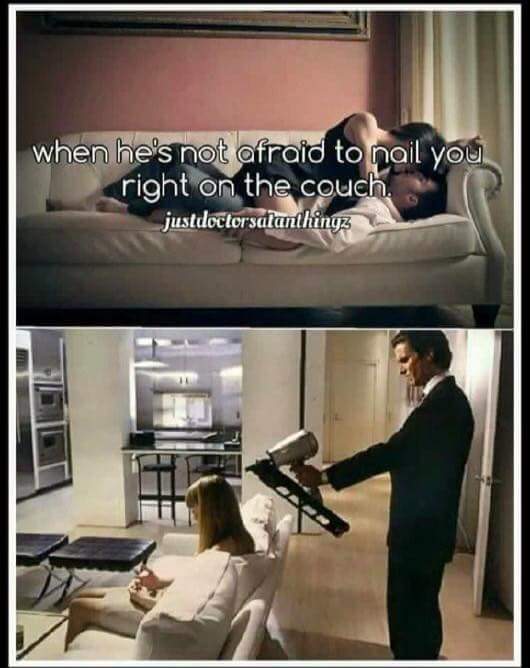 when he's not afraid to nail you
right on the couch.
justdoctorsatanthingz